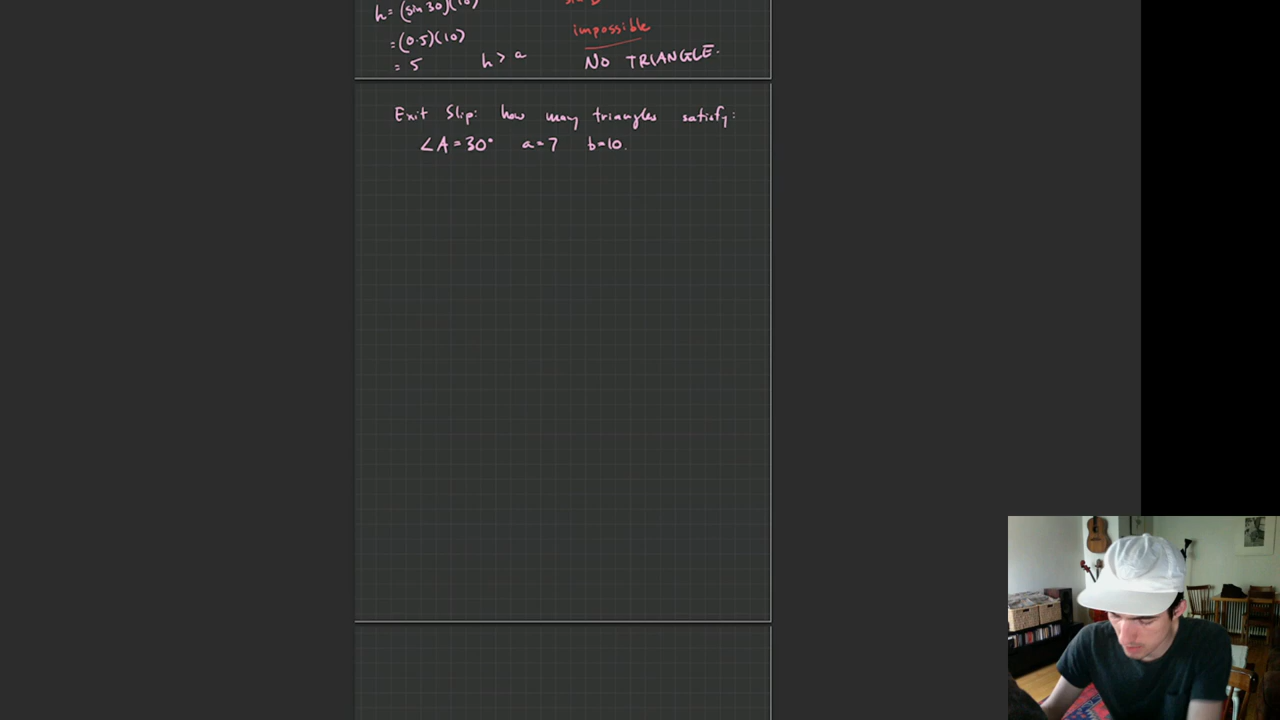 h = (sin 30)(10)
= (0.5)(10)
= 5 h > a
impossible
NO TRIANGLE.
Exit Slip: how many triangles satisfy:
∠A = 30° a = 7 b = 10.